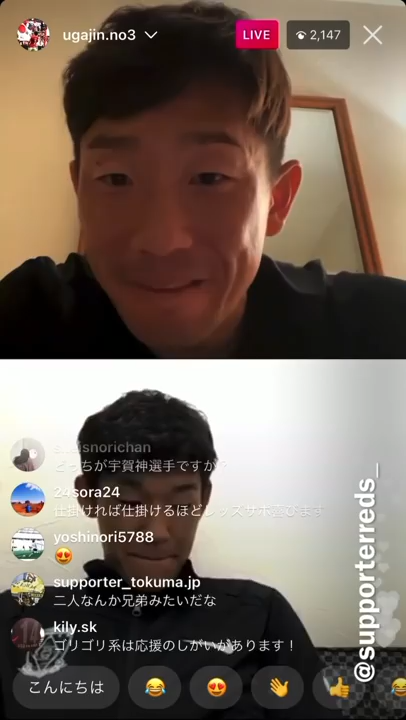 ugajin.no3
LIVE
2,147
snorichan
どっちが宇賀神選手ですか?
24sora24
仕掛ければ仕掛けるほどレッズサポ喜びます
yoshinori5788
supporter_tokuma.jp
二人なんか兄弟みたいだな
kily.sk
ゴリゴリ系は応援のしがいがあります！
こんにちは
@supporterreds_